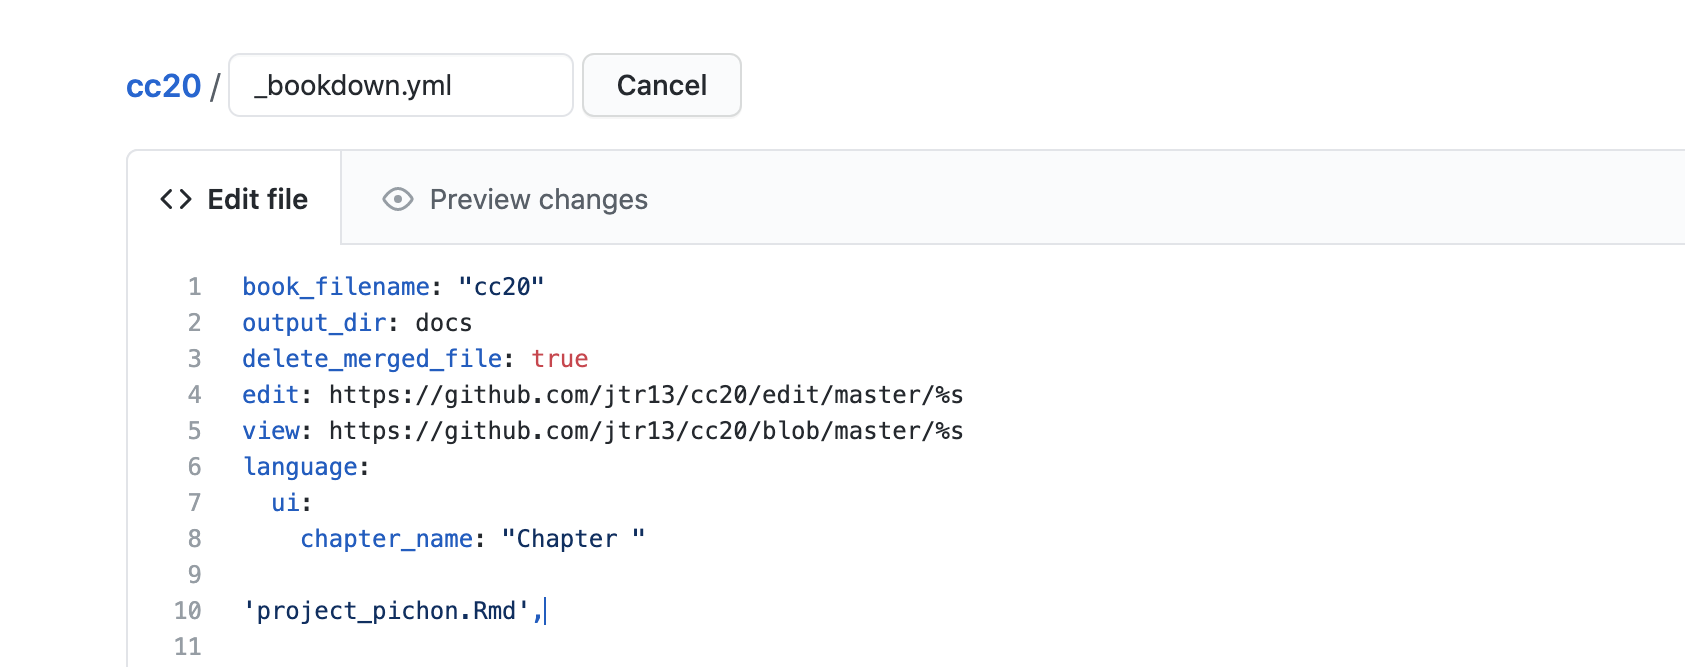 cc20 / _bookdown.yml Cancel
<> Edit file Preview changes
1 book_filename: "cc20"
2 output_dir: docs
3 delete_merged_file: true
4 edit: https://github.com/jtr13/cc20/edit/master/%s
5 view: https://github.com/jtr13/cc20/blob/master/%s
6 language:
7   ui:
8     chapter_name: "Chapter "
9
10 'project_pichon.Rmd',
11